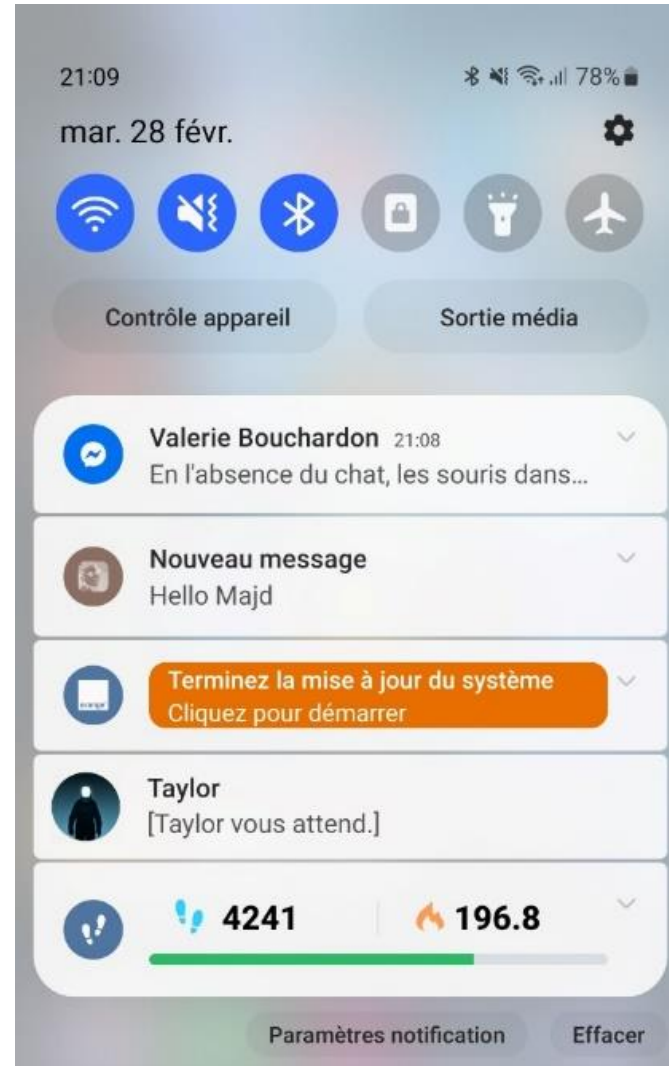 21:09 78%
mar. 28 févr.
Contrôle appareil Sortie média
Valerie Bouchardon 21:08
En l'absence du chat, les souris dans...
Nouveau message
Hello Majd
Terminez la mise à jour du système
Cliquez pour démarrer
Taylor
[Taylor vous attend.]
4241 196.8
Paramètres notification Effacer